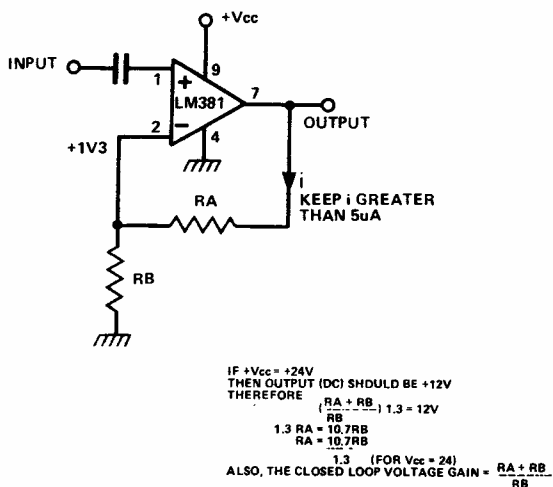 +Vcc
INPUT
1
+
9
LM381
7
2
−
4
OUTPUT
+1V3
i
KEEP i GREATER
THAN 5uA
RA
RB
IF +Vcc = +24V
THEN OUTPUT (DC) SHOULD BE +12V
THEREFORE
(RA + RB
RB) 1.3 = 12V
1.3 RA = 10.7RB
RA = 10.7RB
1.3 (FOR Vcc = 24)
ALSO, THE CLOSED LOOP VOLTAGE GAIN = RA + RB
RB